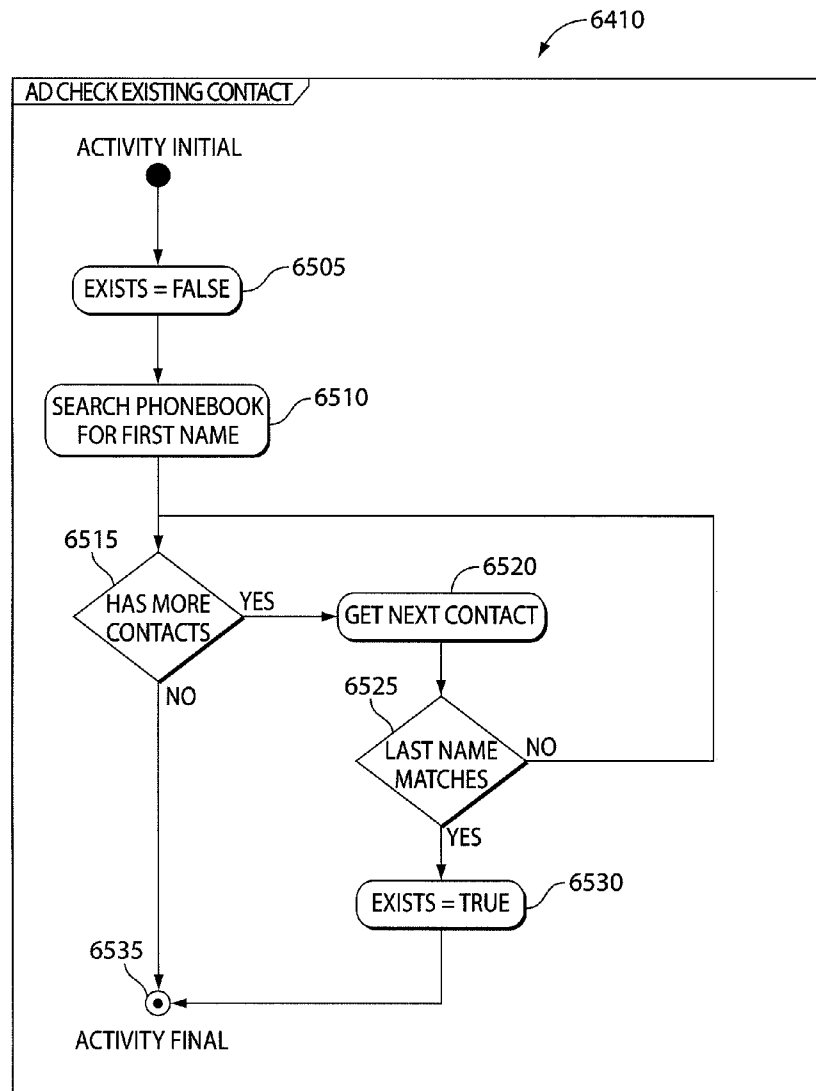 6410
AD CHECK EXISTING CONTACT
ACTIVITY INITIAL
6505
EXISTS = FALSE
6510
SEARCH PHONEBOOK
FOR FIRST NAME
6515
HAS MORE
CONTACTS
YES
NO
6520
GET NEXT CONTACT
6525
LAST NAME
MATCHES
NO
YES
6530
EXISTS = TRUE
6535
ACTIVITY FINAL